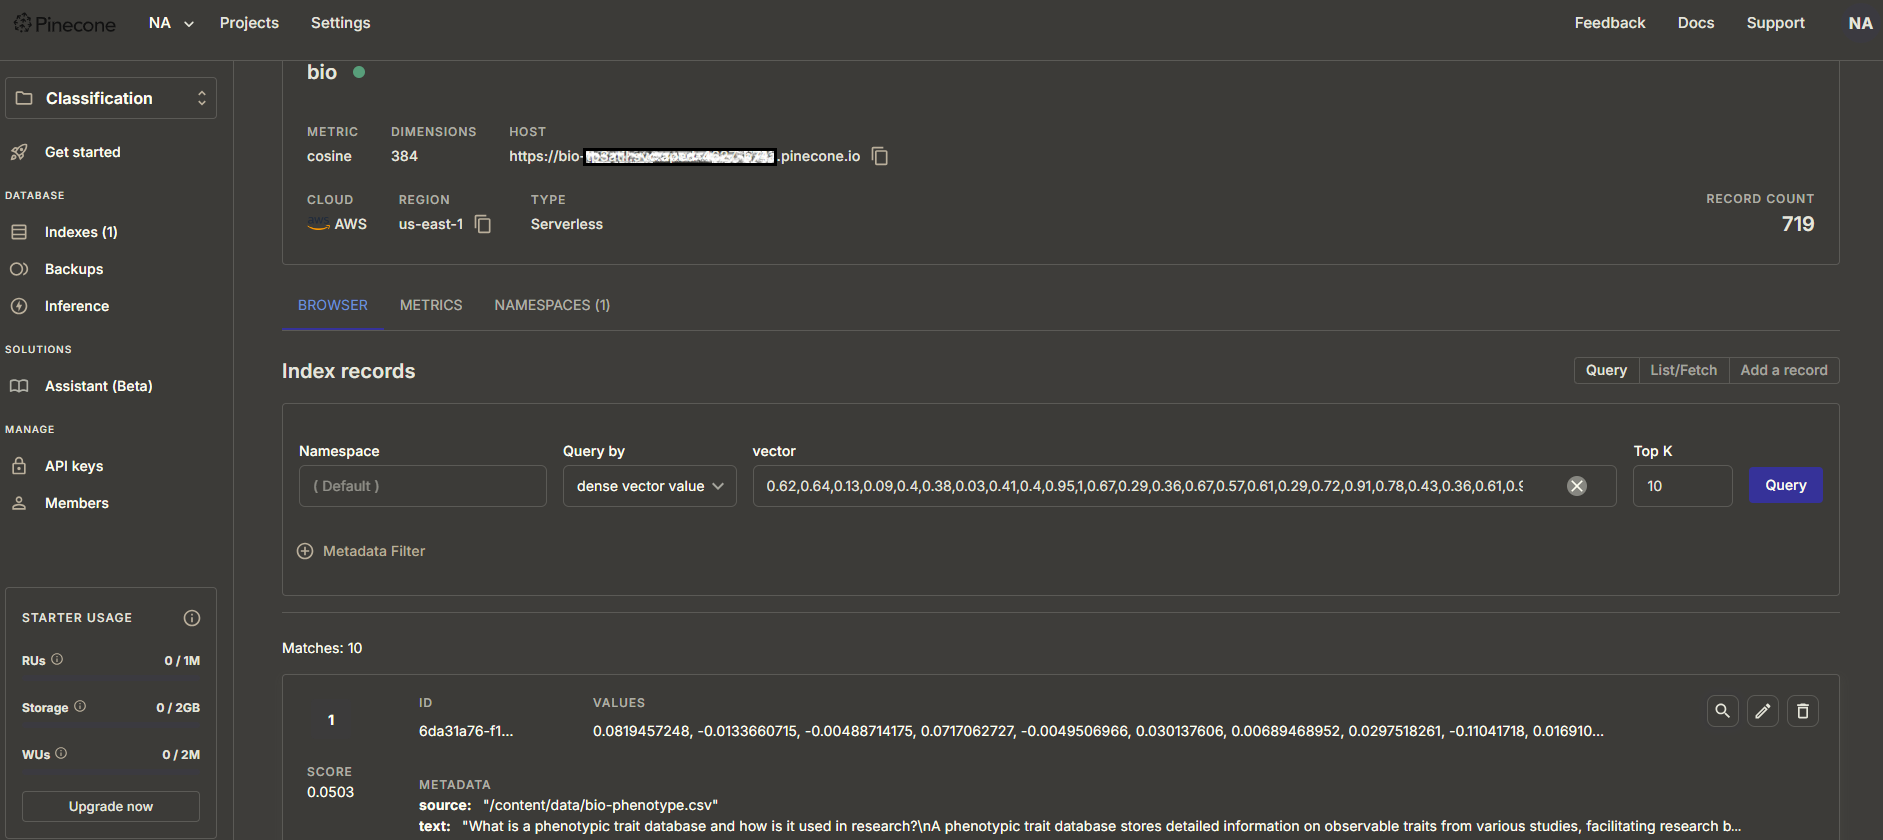 Pinecone NA Projects Settings Feedback Docs Support NA
Classification
Get started
DATABASE
Indexes (1)
Backups
Inference
SOLUTIONS
Assistant (Beta)
MANAGE
API keys
Members
STARTER USAGE
RUs 0 / 1M
Storage 0 / 2GB
WUs 0 / 2M
Upgrade now
bio
METRIC DIMENSIONS HOST
cosine 384 https://bio- .pinecone.io
CLOUD REGION TYPE RECORD COUNT
aws AWS us-east-1 Serverless 719
BROWSER METRICS NAMESPACES (1)
Index records Query List/Fetch Add a record
Namespace Query by vector Top K
( Default ) dense vector value 0.62,0.64,0.13,0.09,0.4,0.38,0.03,0.41,0.4,0.95,1,0.67,0.29,0.36,0.67,0.57,0.61,0.29,0.72,0.91,0.78,0.43,0.36,0.61,0.9 10 Query
Metadata Filter
Matches: 10
1 ID VALUES
6da31a76-f1... 0.0819457248, -0.0133660715, -0.00488714175, 0.0717062727, -0.0049506966, 0.030137606, 0.00689468952, 0.0297518261, -0.11041718, 0.016910...
SCORE
0.0503
METADATA
source: "/content/data/bio-phenotype.csv"
text: "What is a phenotypic trait database and how is it used in research?\nA phenotypic trait database stores detailed information on observable traits from various studies, facilitating research b...